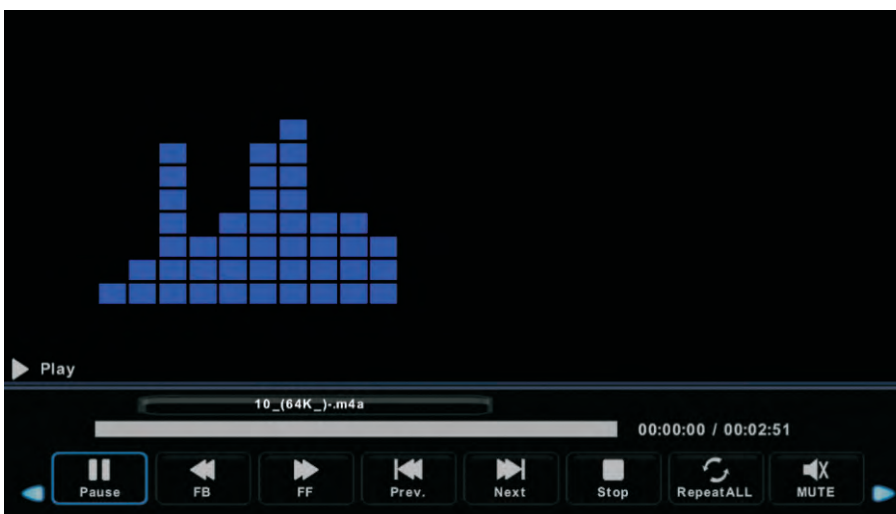 Play
10_(64K_)-.m4a
00:00:00 / 00:02:51
Pause FB FF Prev. Next Stop RepeatALL MUTE